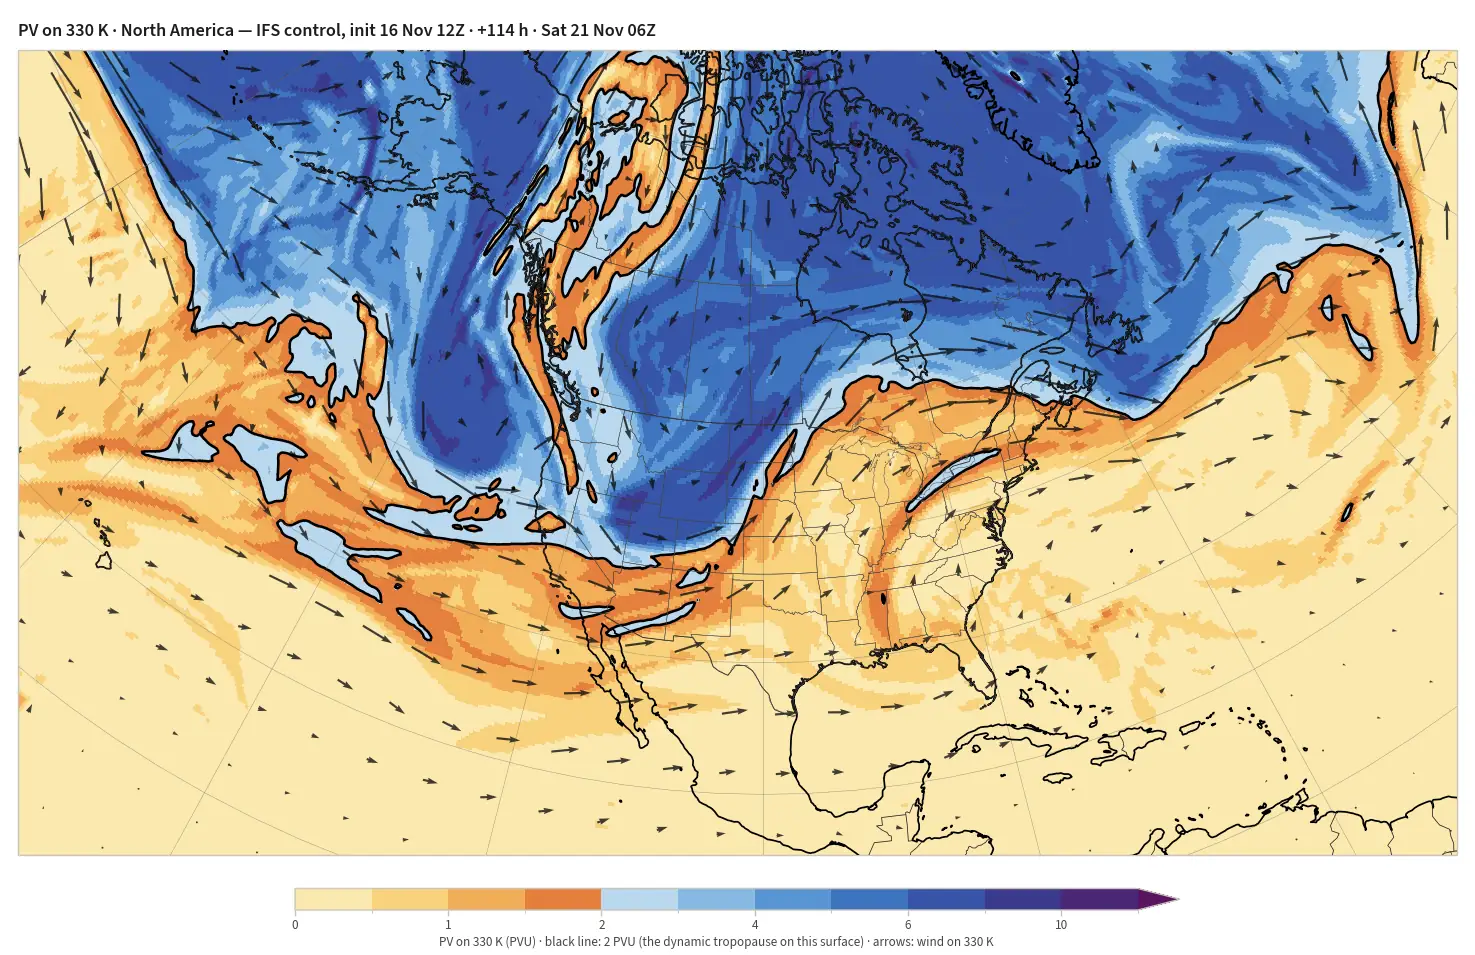 PV on 330 K · North America — IFS control, init 16 Nov 12Z · +114 h · Sat 21 Nov 06Z
0 1 2 4 6 10
PV on 330 K (PVU) · black line: 2 PVU (the dynamic tropopause on this surface) · arrows: wind on 330 K